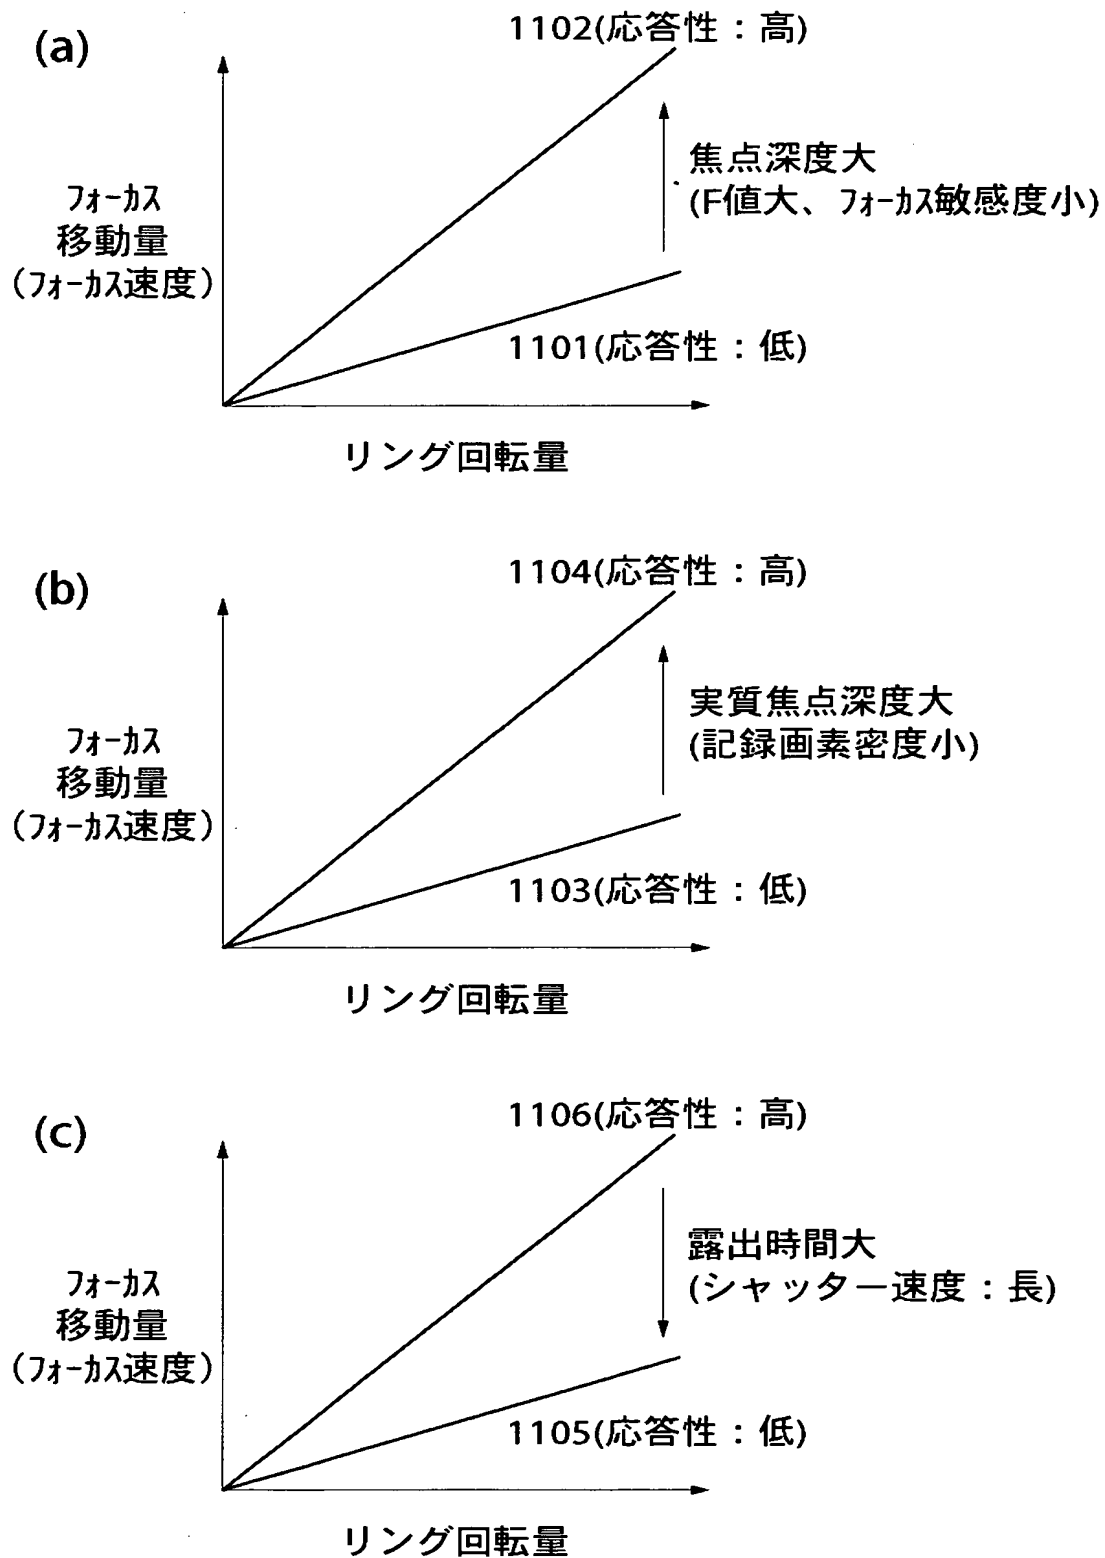 (a)
1102(応答性：高)
フォーカス
移動量
(フォーカス速度)
焦点深度大
(F値大、フォーカス敏感度小)
1101(応答性：低)
リング回転量
(b)
1104(応答性：高)
フォーカス
移動量
(フォーカス速度)
実質焦点深度大
(記録画素密度小)
1103(応答性：低)
リング回転量
(c)
1106(応答性：高)
フォーカス
移動量
(フォーカス速度)
露出時間大
(シャッター速度：長)
1105(応答性：低)
リング回転量